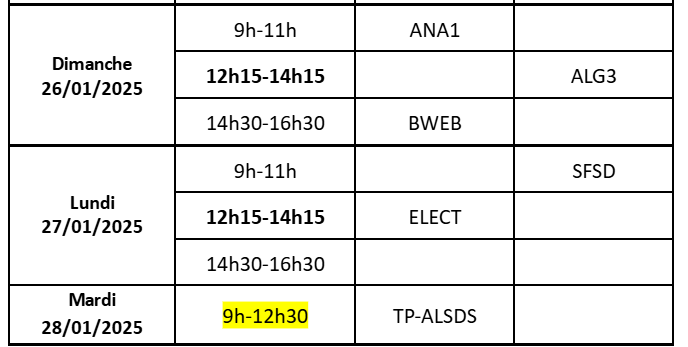 Dimanche
26/01/2025
9h-11h ANA1
12h15-14h15 ALG3
14h30-16h30 BWEB
Lundi
27/01/2025
9h-11h SFSD
12h15-14h15 ELECT
14h30-16h30
Mardi
28/01/2025
9h-12h30 TP-ALSDS